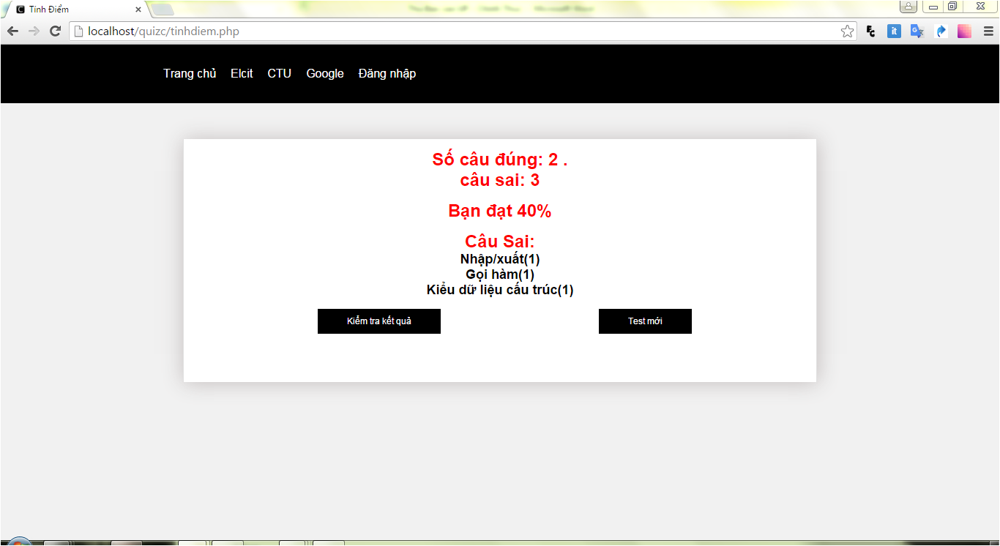 Tính Điểm
localhost/quizc/tinhdiem.php
Trang chủ Elcit CTU Google Đăng nhập
Số câu đúng: 2 .
câu sai: 3
Bạn đạt 40%
Câu Sai:
Nhập/xuất(1)
Gọi hàm(1)
Kiểu dữ liệu cấu trúc(1)
Kiểm tra kết quả Test mới